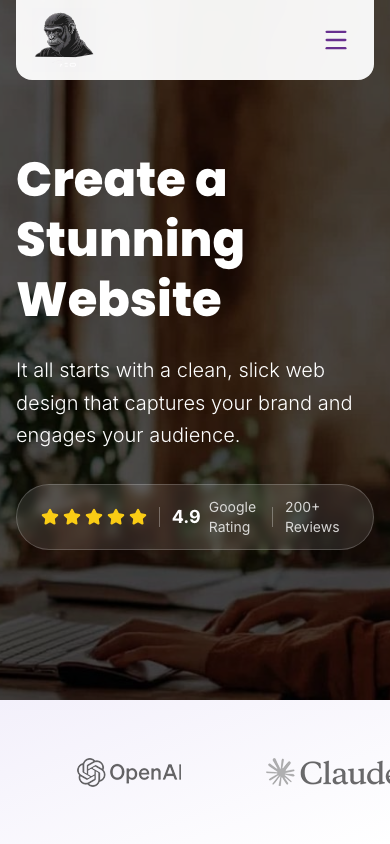 Create a
Stunning
Website
It all starts with a clean, slick web
design that captures your brand and
engages your audience.
4.9
Google
Rating
200+
Reviews
OpenAI
Claude